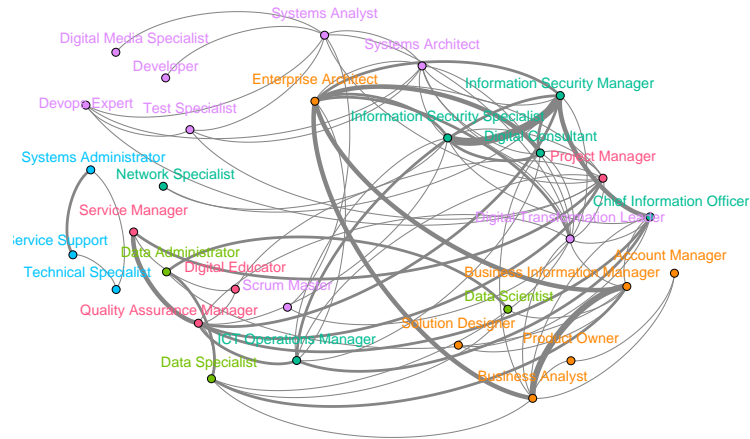 Systems Analyst
Digital Media Specialist
Systems Architect
Developer
Enterprise Architect
Information Security Manager
Devops Expert
Test Specialist
Information Security Specialist
Digital Consultant
Systems Administrator
Project Manager
Network Specialist
Chief Information Officer
Service Manager
Digital Transformation Leader
Service Support
Data Administrator
Account Manager
Technical Specialist
Digital Educator
Business Information Manager
Scrum Master
Data Scientist
Quality Assurance Manager
Solution Designer
ICT Operations Manager
Product Owner
Data Specialist
Business Analyst